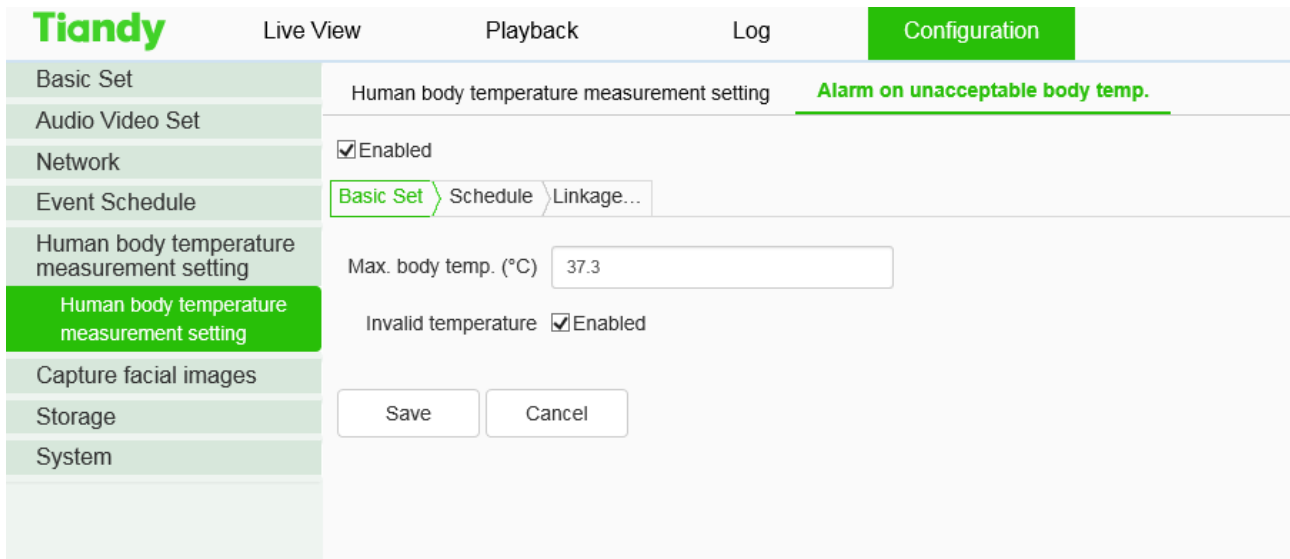 Tiandy Live View Playback Log Configuration
Basic Set
Audio Video Set
Network
Event Schedule
Human body temperature
measurement setting
Human body temperature
measurement setting
Capture facial images
Storage
System
Human body temperature measurement setting Alarm on unacceptable body temp.
Enabled
Basic Set Schedule Linkage...
Max. body temp. (°C) 37.3
Invalid temperature Enabled
Save Cancel